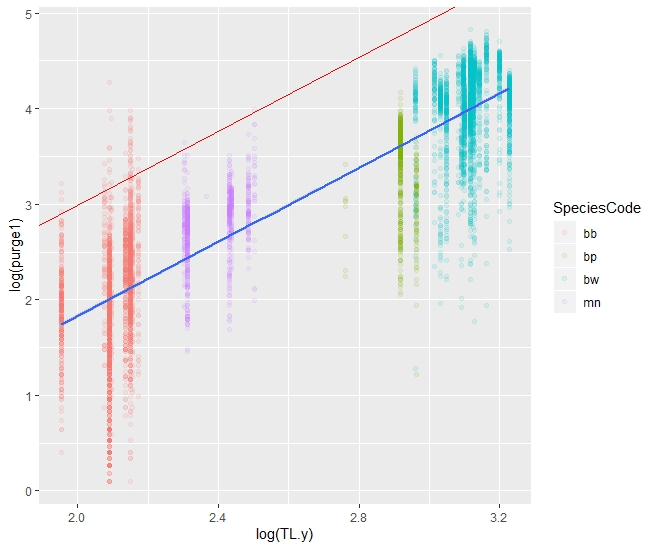 5
4
3
2
1
0
log(purge1)
2.0
2.4
2.8
3.2
log(TL.y)
SpeciesCode
bb
bp
bw
mn